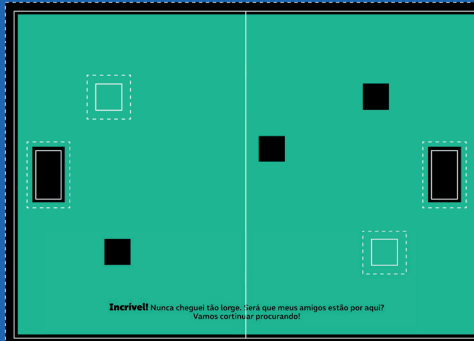 Incrível! Nunca cheguei tão longe. Será que meus amigos estão por aqui?
Vamos continuar procurando!